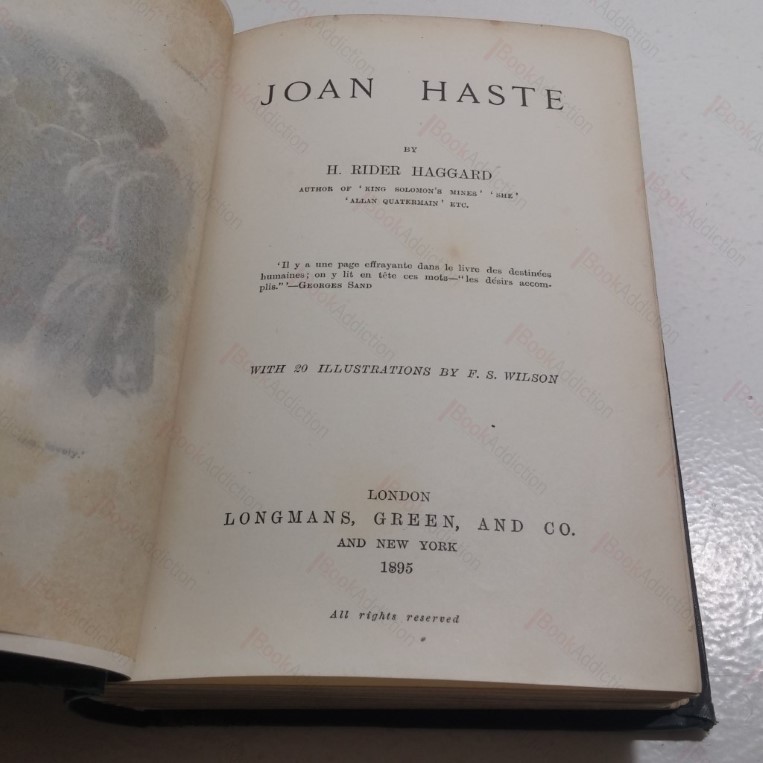 JOAN HASTE
BY
H. RIDER HAGGARD
AUTHOR OF 'KING SOLOMON'S MINES' 'SHE'
'ALLAN QUATERMAIN' ETC.
'Il y a une page effrayante dans le livre des destinées
humaines; on y lit en tête ces mots—"les désirs accom-
plis."'—GEORGES SAND
WITH 20 ILLUSTRATIONS BY F. S. WILSON
LONDON
LONGMANS, GREEN, AND CO.
AND NEW YORK
1895
All rights reserved
BookAddiction